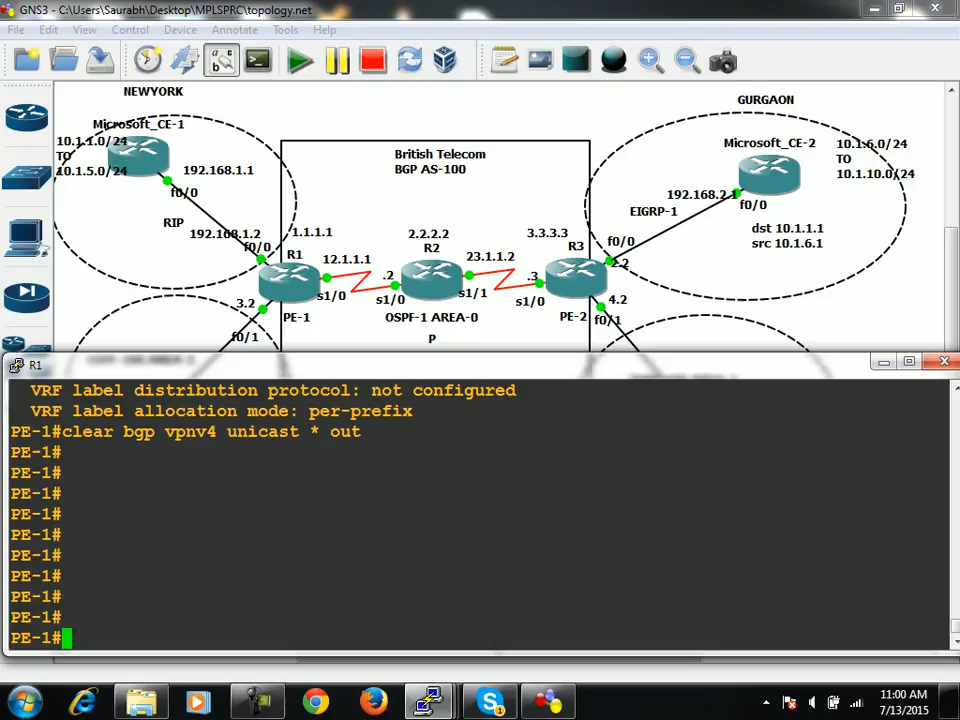 GNS3 - C:\Users\Saurabh\Desktop\MPLSPRC\topology.net
File Edit View Control Device Annotate Tools Help
NEWYORK
GURGAON
Microsoft_CE-1
10.1.1.0/24
TO
10.1.5.0/24
192.168.1.1
f0/0
RIP
192.168.1.2
f0/0
British Telecom
BGP AS-100
Microsoft_CE-2
10.1.6.0/24
TO
10.1.10.0/24
192.168.2.1
f0/0
EIGRP-1
dst 10.1.1.1
src 10.1.6.1
1.1.1.1
R1
12.1.1.1
s1/0
PE-1
3.2
f0/1
2.2.2.2
R2
.2
s1/0
23.1.1.2
s1/1
OSPF-1 AREA-0
P
3.3.3.3
R3
.3
s1/0
f0/0
2.2
4.2
f0/1
PE-2
R1
VRF label distribution protocol: not configured
VRF label allocation mode: per-prefix
PE-1#clear bgp vpnv4 unicast * out
PE-1#
PE-1#
PE-1#
PE-1#
PE-1#
PE-1#
PE-1#
PE-1#
PE-1#
PE-1#
11:00 AM
7/13/2015